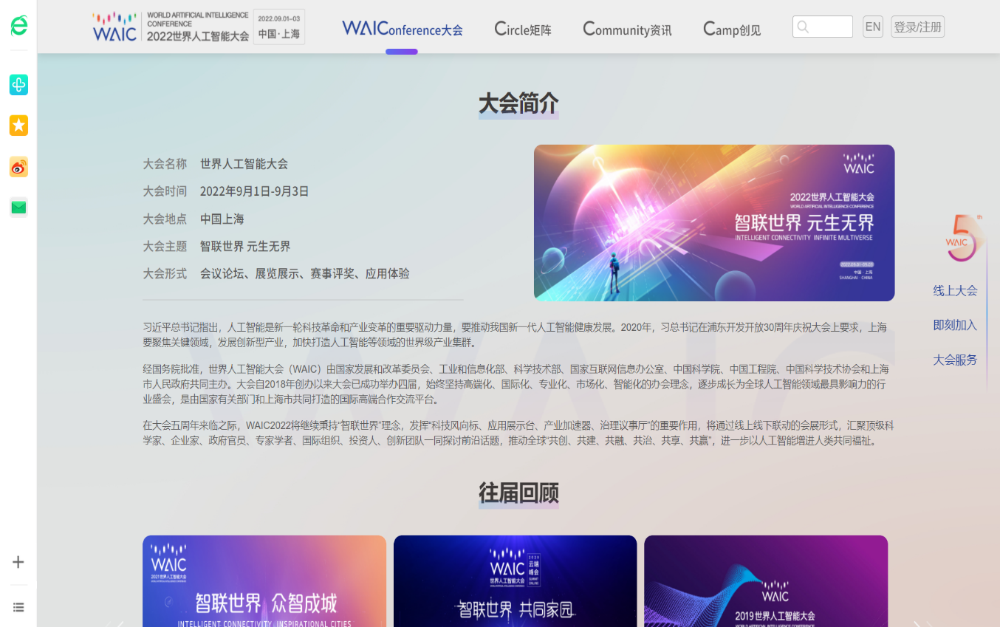 WAIC
WORLD ARTIFICIAL INTELLIGENCE
CONFERENCE
2022世界人工智能大会
2022.09.01-03
中国·上海
WAIConference大会
Circle矩阵
Community资讯
Camp创见
EN
登录/注册
大会简介
大会名称 世界人工智能大会
大会时间 2022年9月1日-9月3日
大会地点 中国上海
大会主题 智联世界 元生无界
大会形式 会议论坛、展览展示、赛事评奖、应用体验
WAIC
2022世界人工智能大会
WORLD ARTIFICIAL INTELLIGENCE CONFERENCE
智联世界 元生无界
INTELLIGENT CONNECTIVITY INFINITE MULTIVERSE
2022.09.01-09.03
中国·上海
SHANGHAI · CHINA
5th
WAIC
线上大会
即刻加入
大会服务
习近平总书记指出，人工智能是新一轮科技革命和产业变革的重要驱动力量，要推动我国新一代人工智能健康发展。2020年，习总书记在浦东开发开放30周年庆祝大会上要求，上海
要聚焦关键领域，发展创新型产业，加快打造人工智能等领域的世界级产业集群。
经国务院批准，世界人工智能大会（WAIC）由国家发展和改革委员会、工业和信息化部、科学技术部、国家互联网信息办公室、中国科学院、中国工程院、中国科学技术协会和上海
市人民政府共同主办。大会自2018年创办以来大会已成功举办四届，始终坚持高端化、国际化、专业化、市场化、智能化的办会理念，逐步成长为全球人工智能领域最具影响力的行
业盛会，是由国家有关部门和上海市共同打造的国际高端合作交流平台。
在大会五周年来临之际，WAIC2022将继续秉持“智联世界”理念，发挥“科技风向标、应用展示台、产业加速器、治理议事厅”的重要作用，将通过线上线下联动的会展形式，汇聚顶级科
学家、企业家、政府官员、专家学者、国际组织、投资人、创新团队一同探讨前沿话题，推动全球“共创、共建、共融、共治、共享、共赢”，进一步以人工智能增进人类共同福祉。
WAIC
往届回顾
WAIC
2021世界人工智能大会
智联世界 众智成城
INTELLIGENT CONNECTIVITY INSPIRATIONAL CITIES
WAIC
世界人工智能大会
2020
云端
峰会
SUMMIT
ONLINE
智联世界 共同家园
WAIC
2019世界人工智能大会
WORLD ARTIFICIAL INTELLIGENCE CONFERENCE